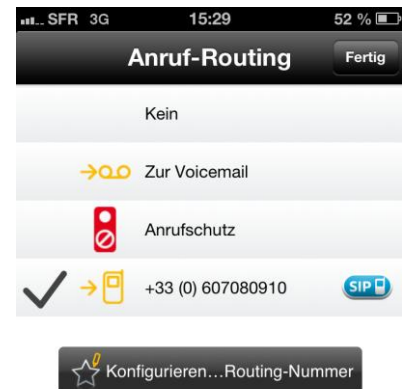 SFR 3G 15:29 52 %
Anruf-Routing Fertig
Kein
Zur Voicemail
Anrufschutz
+33 (0) 607080910 SIP
Konfigurieren...Routing-Nummer